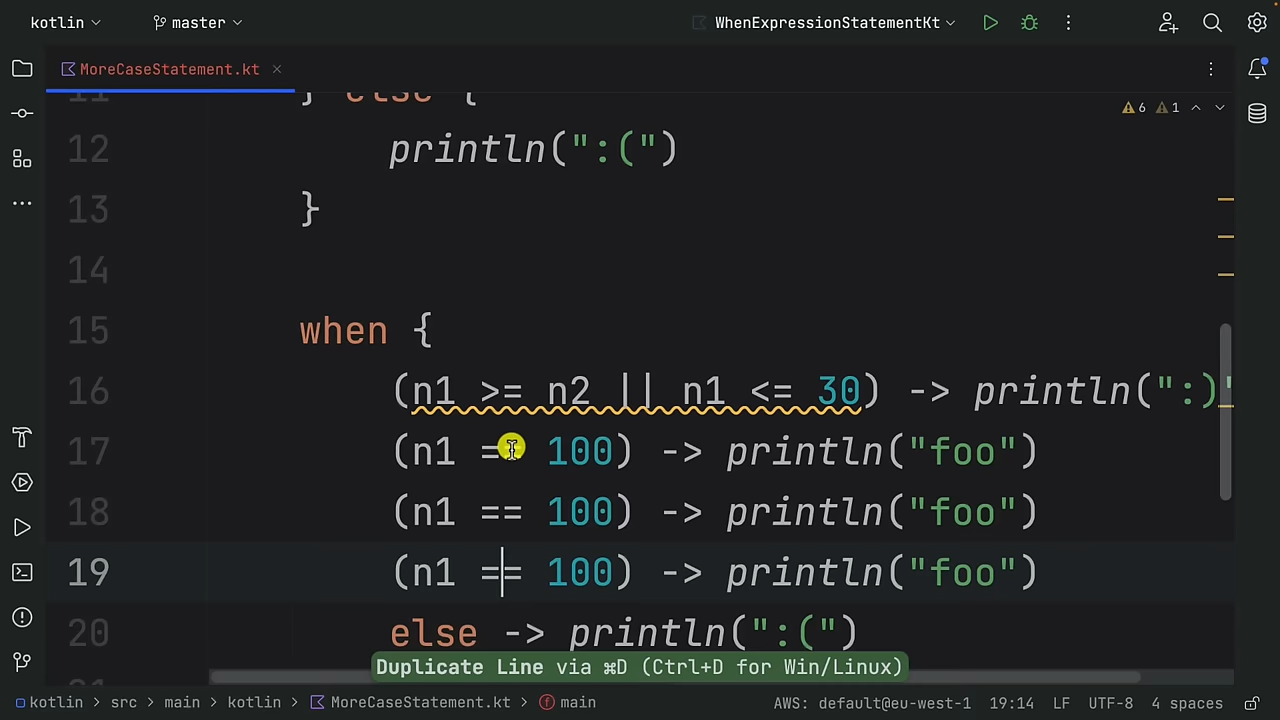 kotlin
master
WhenExpressionStatementKt
MoreCaseStatement.kt
6 1
11 } else {
12 println(":(")
13 }
14
15 when {
16 (n1 >= n2 || n1 <= 30) -> println(":)"
17 (n1 == 100) -> println("foo")
18 (n1 == 100) -> println("foo")
19 (n1 == 100) -> println("foo")
20 else -> println(":(")
Duplicate Line via ⌘D (Ctrl+D for Win/Linux)
kotlin > src > main > kotlin > MoreCaseStatement.kt > main
AWS: default@eu-west-1 19:14 LF UTF-8 4 spaces